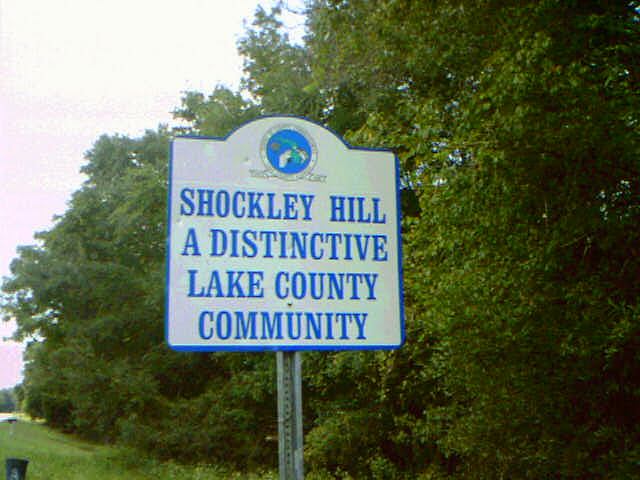 SHOCKLEY HILL
A DISTINCTIVE
LAKE COUNTY
COMMUNITY